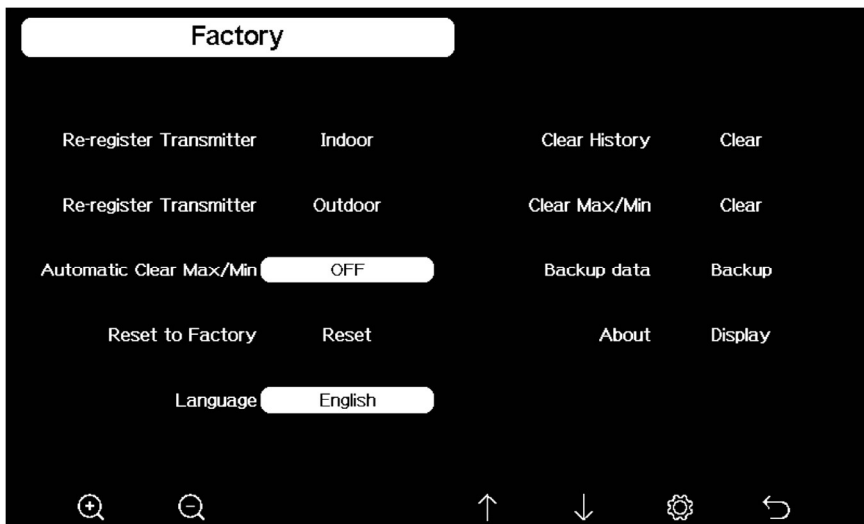 Factory
Re-register Transmitter Indoor Clear History Clear
Re-register Transmitter Outdoor Clear Max/Min Clear
Automatic Clear Max/Min OFF Backup data Backup
Reset to Factory Reset About Display
Language English